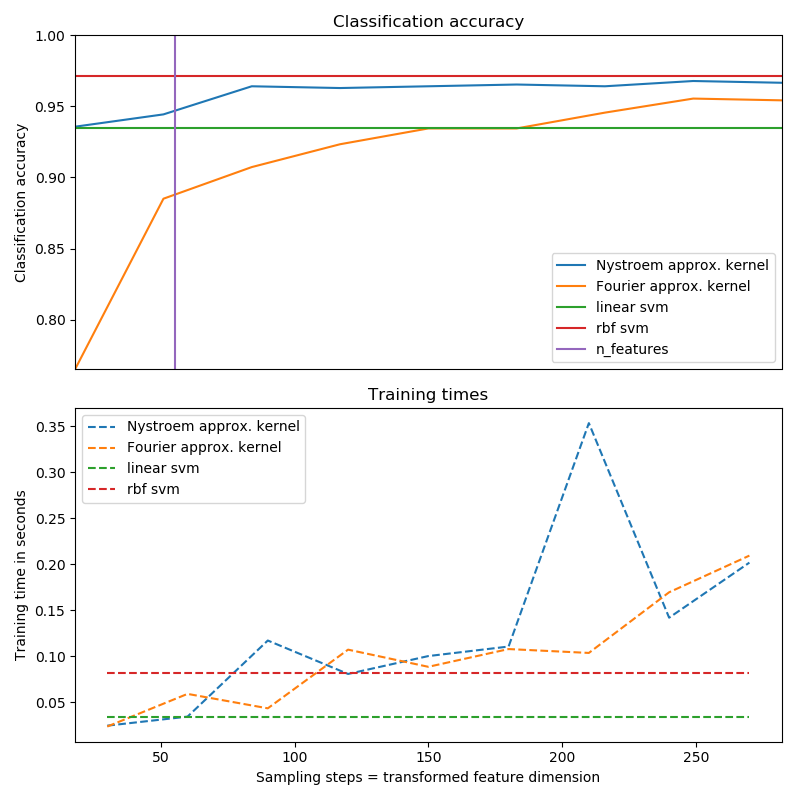 Classification accuracy
1.00
0.95
0.90
0.85
0.80
Classification accuracy
Nystroem approx. kernel
Fourier approx. kernel
linear svm
rbf svm
n_features
Training times
0.35
0.30
0.25
0.20
0.15
0.10
0.05
Training time in seconds
Nystroem approx. kernel
Fourier approx. kernel
linear svm
rbf svm
50 100 150 200 250
Sampling steps = transformed feature dimension